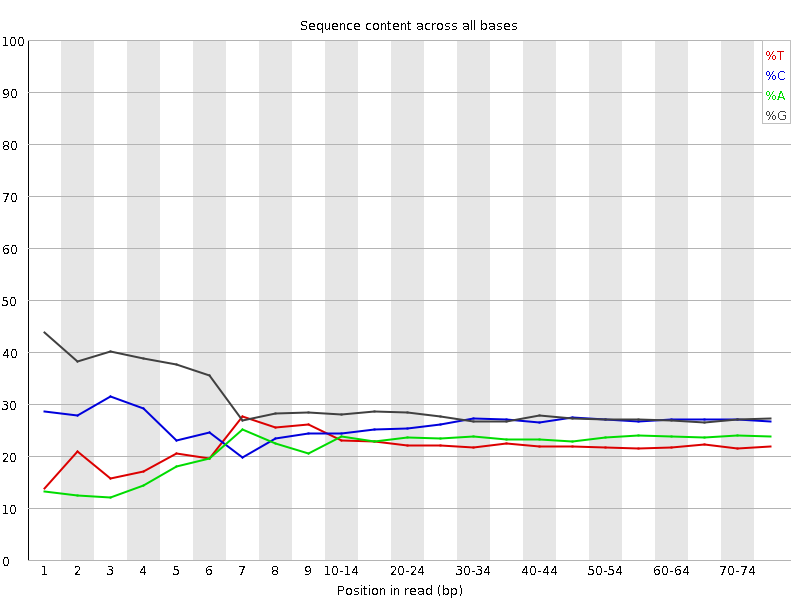 Sequence content across all bases
100
90
80
70
60
50
40
30
20
10
0
%T
%C
%A
%G
1 2 3 4 5 6 7 8 9 10-14 20-24 30-34 40-44 50-54 60-64 70-74
Position in read (bp)